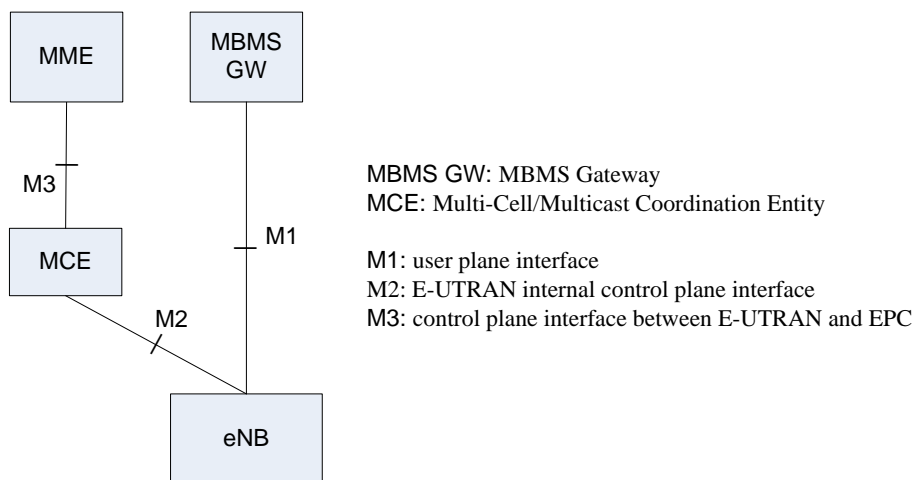 MME
MBMS
GW
M3
M1
MCE
M2
eNB
MBMS GW: MBMS Gateway
MCE: Multi-Cell/Multicast Coordination Entity
M1: user plane interface
M2: E-UTRAN internal control plane interface
M3: control plane interface between E-UTRAN and EPC